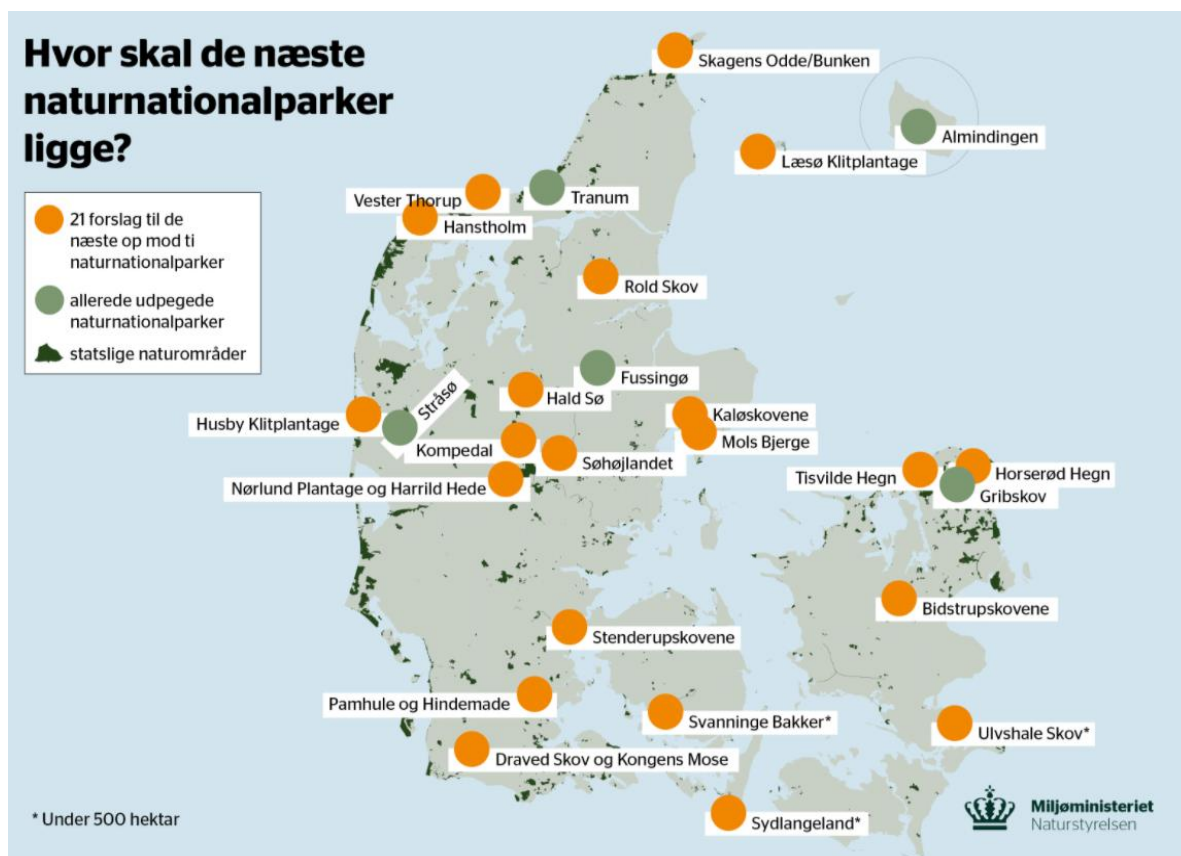 Hvor skal de næste
naturnationalparker
ligge?
21 forslag til de
næste op mod ti
naturnationalparker
allerede udpegede
naturnationalparker
statslige naturområder
Skagens Odde/Bunken
Almindingen
Læsø Klitplantage
Vester Thorup
Tranum
Hanstholm
Rold Skov
Fussingø
Hald Sø
Stråsø
Husby Klitplantage
Kaløskovene
Mols Bjerge
Kompedal
Søhøjlandet
Nørlund Plantage og Harrild Hede
Tisvilde Hegn
Horserød Hegn
Gribskov
Bidstrupskovene
Stenderupskovene
Pamhule og Hindemade
Svanninge Bakker*
Ulvshale Skov*
Draved Skov og Kongens Mose
Sydlangeland*
* Under 500 hektar
Miljøministeriet
Naturstyrelsen